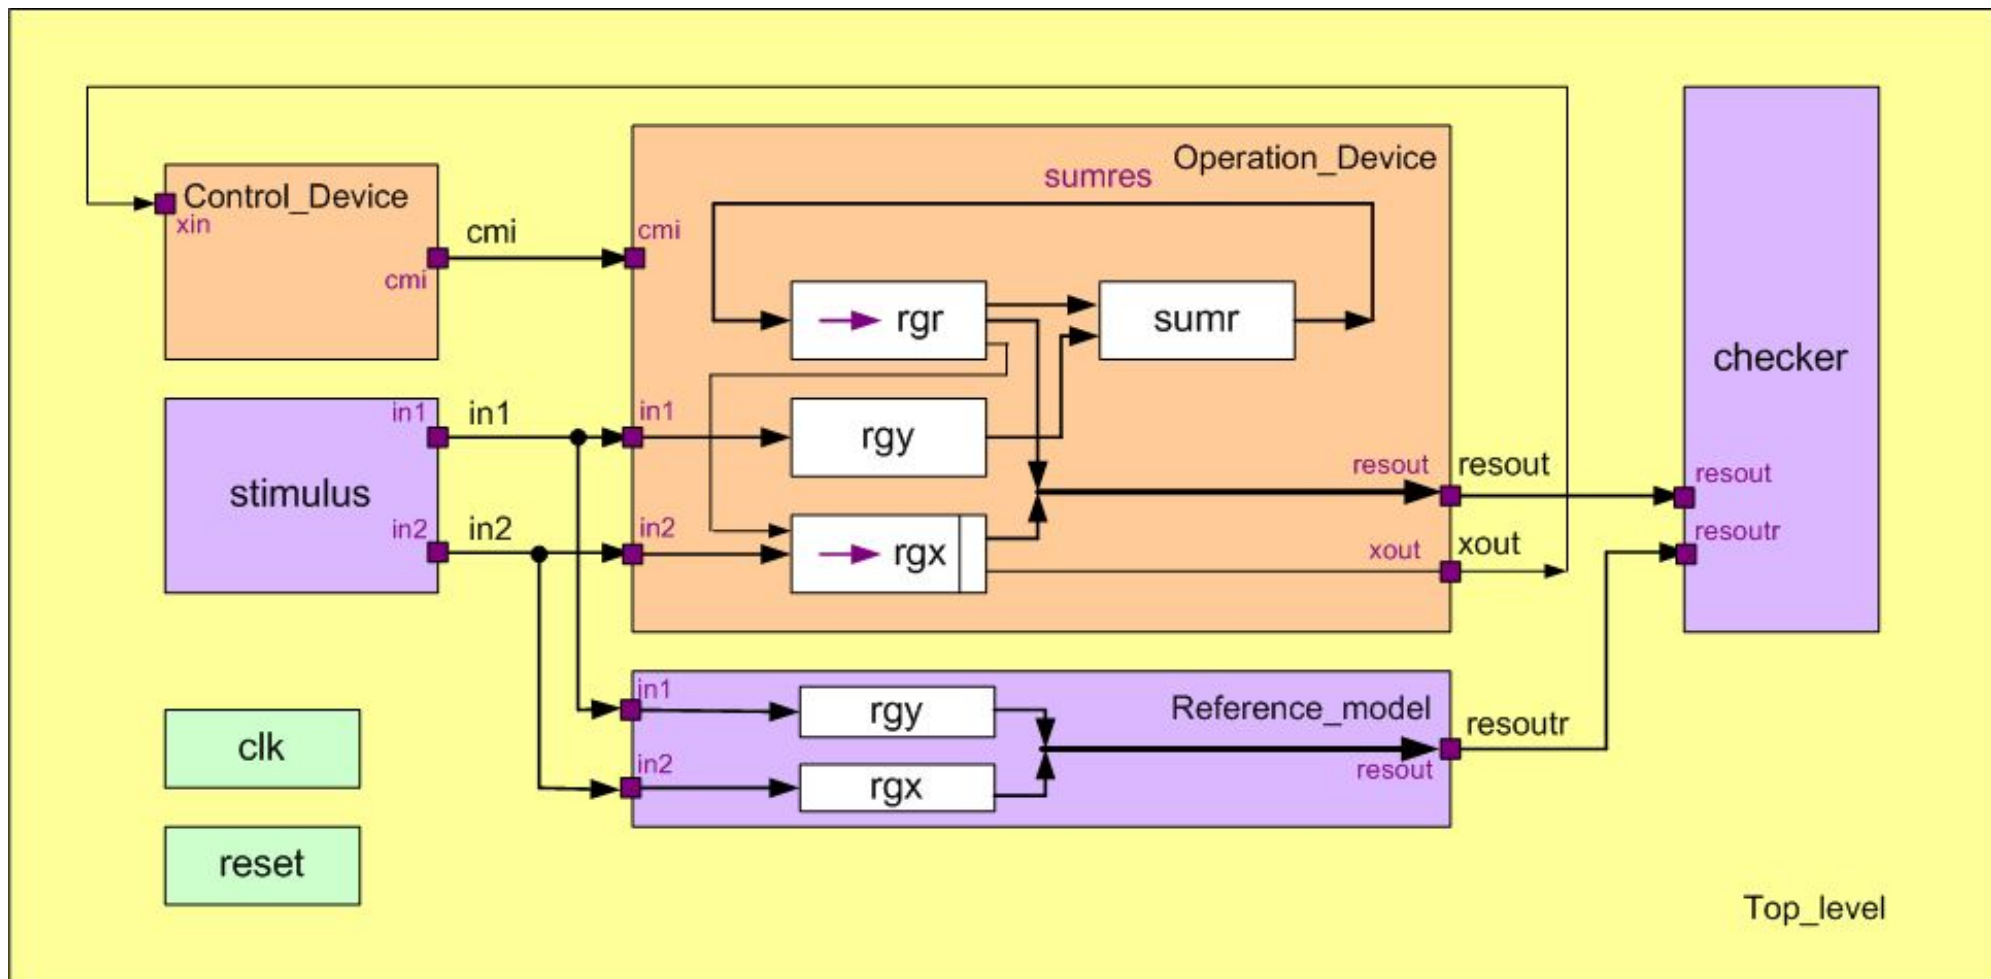 Control_Device
xin
cmi
cmi
cmi
Operation_Device
sumres
rgr
sumr
in1
in1
in1
rgy
stimulus
in2
in2
in2
rgx
resout
resout
xout
xout
checker
resout
resoutr
in1
rgy
Reference_model
in2
rgx
resout
resoutr
clk
reset
Top_level